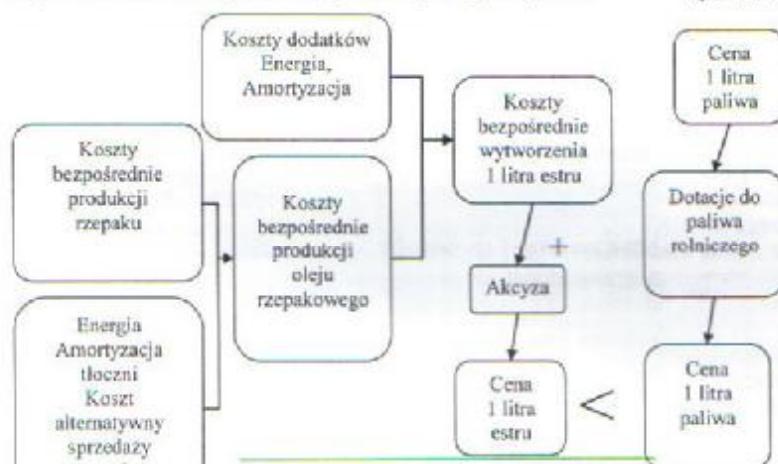 Koszty dodatków
Energia,
Amortyzacja
Cena
1 litra
paliwa
Koszty
bezpośrednie
wytworzenia
1 litra estru
Koszty
bezpośrednie
produkcji
rzepaku
Koszty
bezpośrednie
produkcji
oleju
rzepakowego
Dotacje do
paliwa
rolniczego
+
Akcyza
Energia
Amortyzacja
tłoczni
Koszt
alternatywny
sprzedaży
Cena
1 litra
estru
<
Cena
1 litra
paliwa